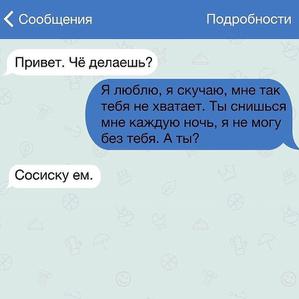 Сообщения Подробности
Привет. Чё делаешь?
Я люблю, я скучаю, мне так
тебя не хватает. Ты снишься
мне каждую ночь, я не могу
без тебя. А ты?
Сосиску ем.